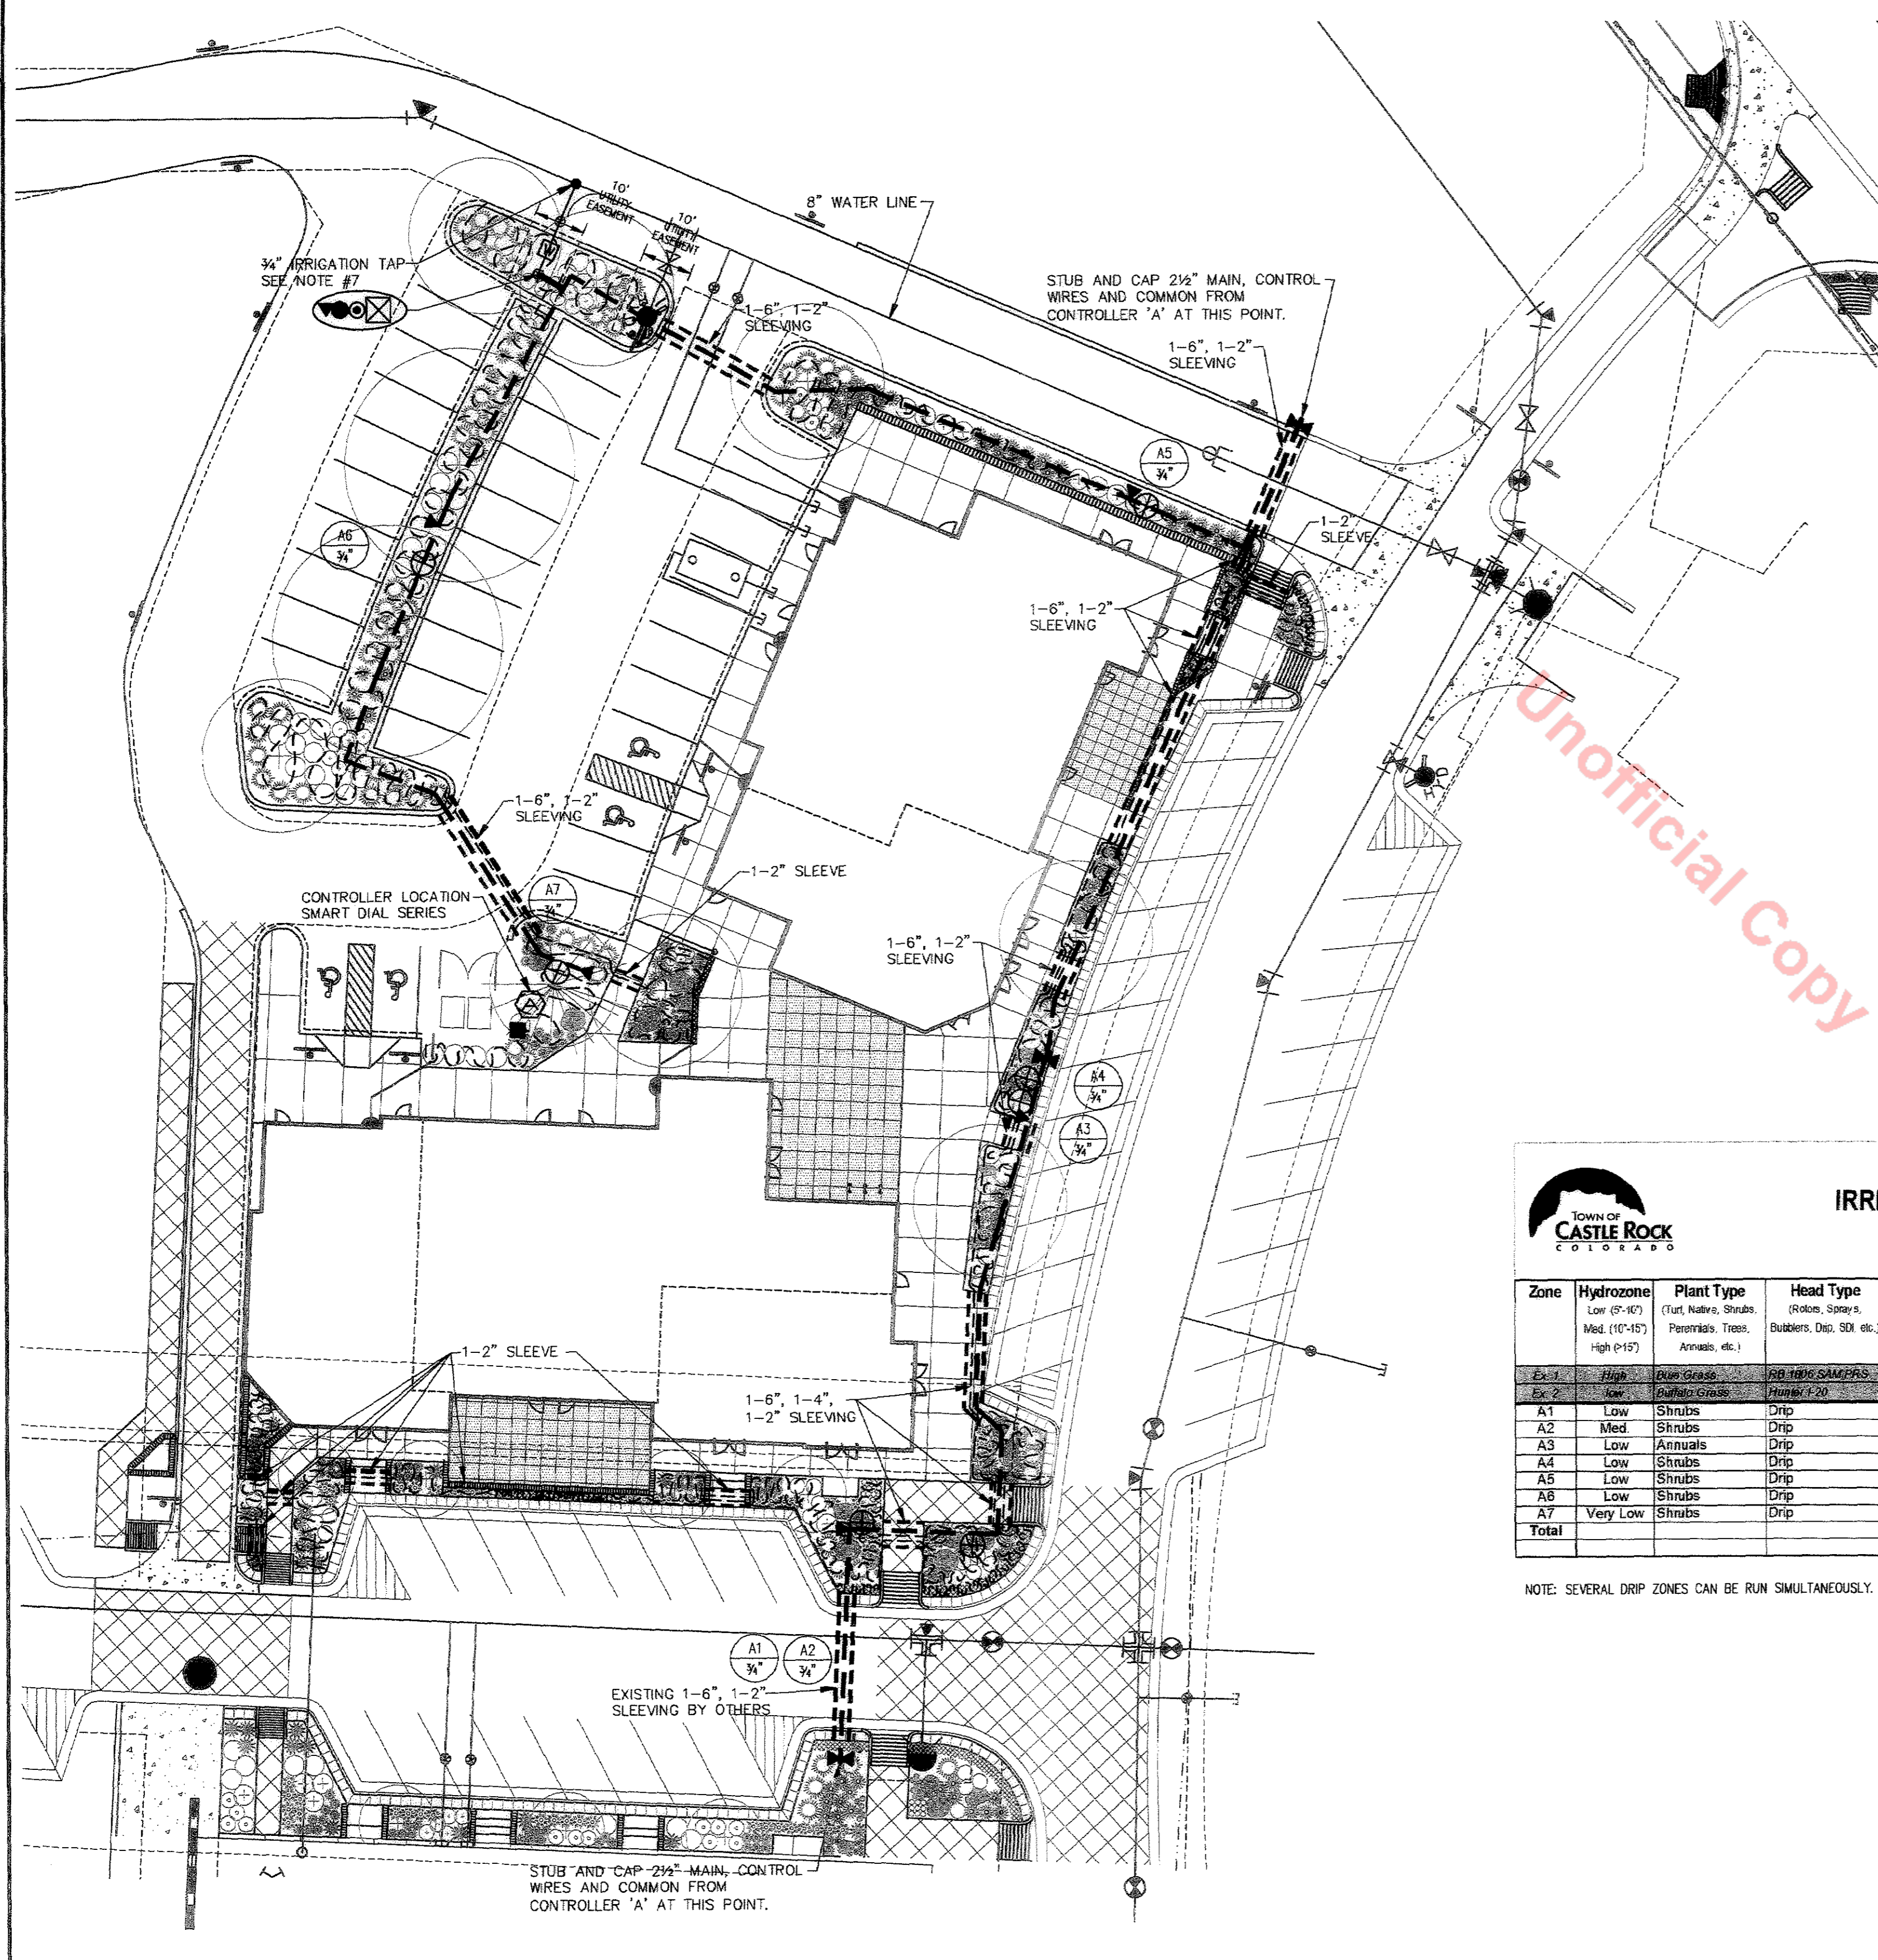 10'
UTILITY
EASEMENT
10'
UTILITY
EASEMENT
8" WATER LINE
¾" IRRIGATION TAP
SEE NOTE #7
1-6", 1-2"
SLEEVING
STUB AND CAP 2½" MAIN, CONTROL
WIRES AND COMMON FROM
CONTROLLER 'A' AT THIS POINT.
1-6", 1-2"
SLEEVING
A5
¾"
1-2"
SLEEVE
A6
¾"
1-6", 1-2"
SLEEVING
Unofficial Copy
1-6", 1-2"
SLEEVING
1-2" SLEEVE
CONTROLLER LOCATION
SMART DIAL SERIES
A7
¾"
A
1-6", 1-2"
SLEEVING
A4
¾"
A3
¾"
TOWN OF
CASTLE ROCK
COLORADO
IRRI
Zone Hydrozone Plant Type Head Type
Low (5"-10") (Turf, Native, Shrubs, (Rotors, Sprays,
Med. (10"-15") Perennials, Trees, Bubblers, Drip, SDI, etc.)
High (>15") Annuals, etc.)
Ex. 1 High Blue Grass RB 1806 SAM PRS
Ex. 2 low Buffalo Grass Hunter I-20
A1 Low Shrubs Drip
A2 Med. Shrubs Drip
A3 Low Annuals Drip
A4 Low Shrubs Drip
A5 Low Shrubs Drip
A6 Low Shrubs Drip
A7 Very Low Shrubs Drip
Total
NOTE: SEVERAL DRIP ZONES CAN BE RUN SIMULTANEOUSLY.
1-2" SLEEVE
1-6", 1-4",
1-2" SLEEVING
A1
¾"
A2
¾"
EXISTING 1-6", 1-2"
SLEEVING BY OTHERS
STUB AND CAP 2½" MAIN, CONTROL
WIRES AND COMMON FROM
CONTROLLER 'A' AT THIS POINT.